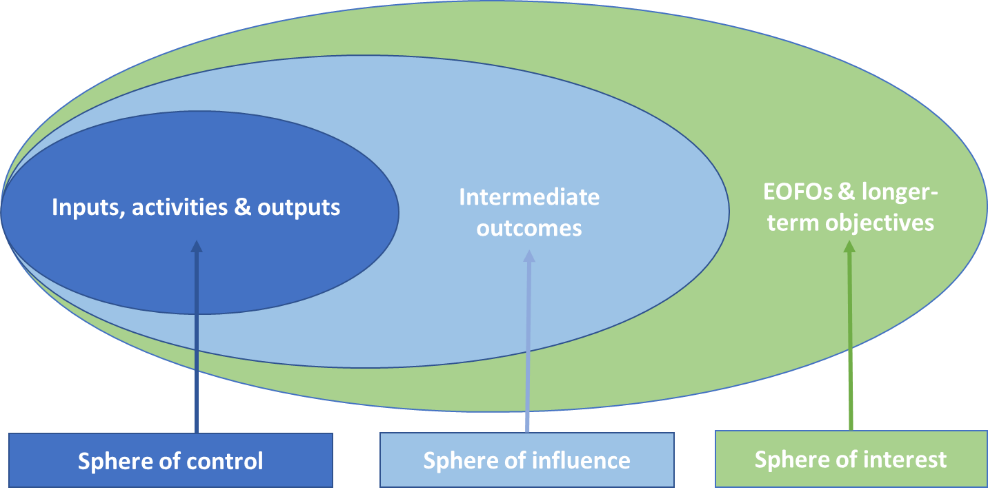 Inputs, activities & outputs
Intermediate
outcomes
EOFOs & longer-
term objectives
Sphere of control
Sphere of influence
Sphere of interest